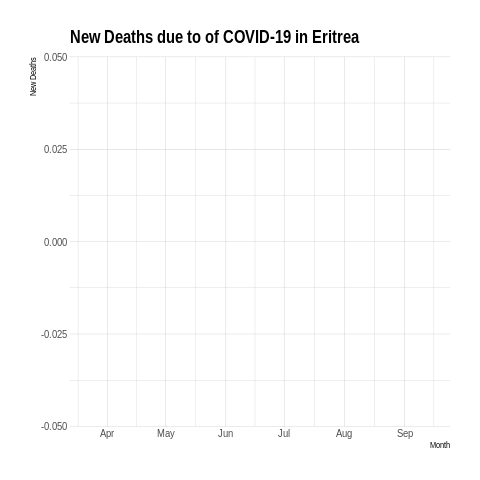 New Deaths due to of COVID-19 in Eritrea
New Deaths
0.050
0.025
0.000
-0.025
-0.050
Apr May Jun Jul Aug Sep
Month